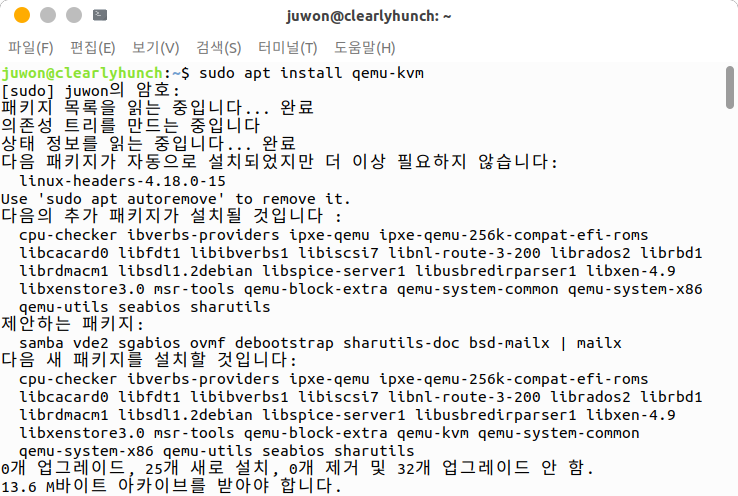 juwon@clearlyhunch: ~
파일(F) 편집(E) 보기(V) 검색(S) 터미널(T) 도움말(H)
juwon@clearlyhunch:~$ sudo apt install qemu-kvm
[sudo] juwon의 암호:
패키지 목록을 읽는 중입니다... 완료
의존성 트리를 만드는 중입니다
상태 정보를 읽는 중입니다... 완료
다음 패키지가 자동으로 설치되었지만 더 이상 필요하지 않습니다:
  linux-headers-4.18.0-15
Use 'sudo apt autoremove' to remove it.
다음의 추가 패키지가 설치될 것입니다 :
  cpu-checker ibverbs-providers ipxe-qemu ipxe-qemu-256k-compat-efi-roms
  libcacard0 libfdt1 libibverbs1 libiscsi7 libnl-route-3-200 librados2 librbd1
  librdmacm1 libsdl1.2debian libspice-server1 libusbredirparser1 libxen-4.9
  libxenstore3.0 msr-tools qemu-block-extra qemu-system-common qemu-system-x86
  qemu-utils seabios sharutils
제안하는 패키지:
  samba vde2 sgabios ovmf debootstrap sharutils-doc bsd-mailx | mailx
다음 새 패키지를 설치할 것입니다:
  cpu-checker ibverbs-providers ipxe-qemu ipxe-qemu-256k-compat-efi-roms
  libcacard0 libfdt1 libibverbs1 libiscsi7 libnl-route-3-200 librados2 librbd1
  librdmacm1 libsdl1.2debian libspice-server1 libusbredirparser1 libxen-4.9
  libxenstore3.0 msr-tools qemu-block-extra qemu-kvm qemu-system-common
  qemu-system-x86 qemu-utils seabios sharutils
0개 업그레이드, 25개 새로 설치, 0개 제거 및 32개 업그레이드 안 함.
13.6 M바이트 아카이브를 받아야 합니다.